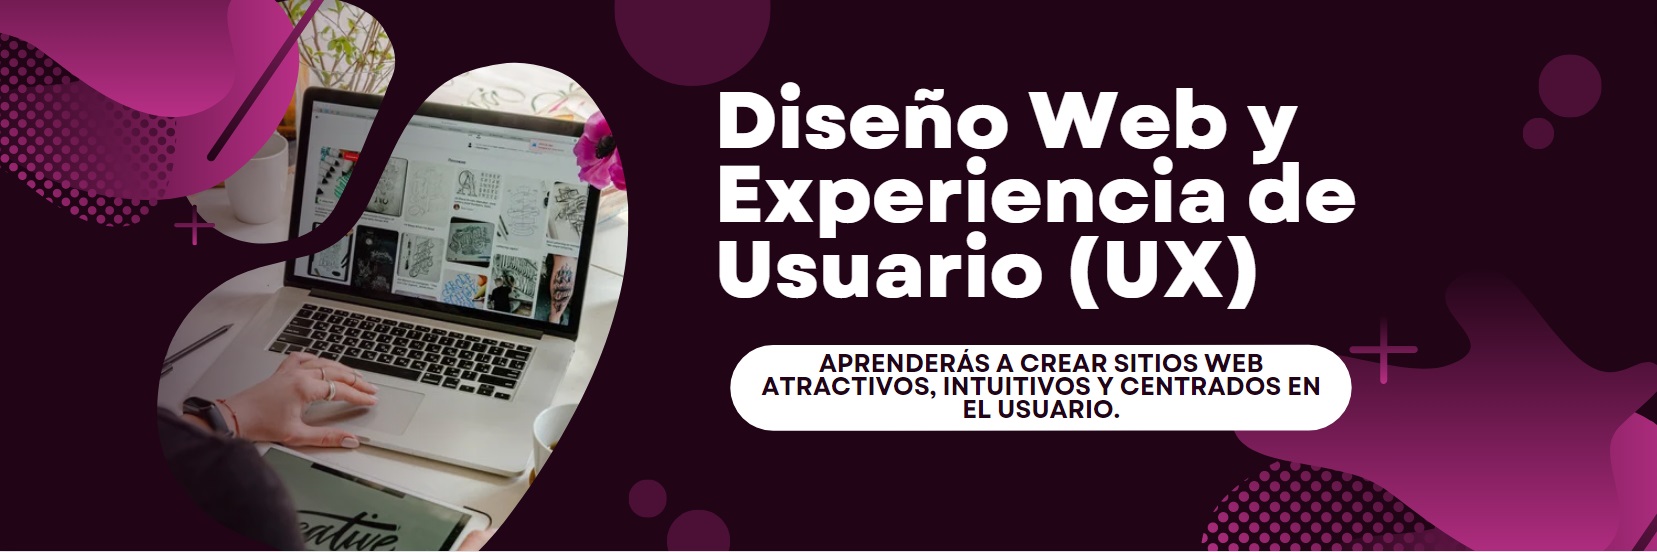 Diseño Web y
Experiencia de
Usuario (UX)
APRENDERÁS A CREAR SITIOS WEB
ATRACTIVOS, INTUITIVOS Y CENTRADOS EN
EL USUARIO.